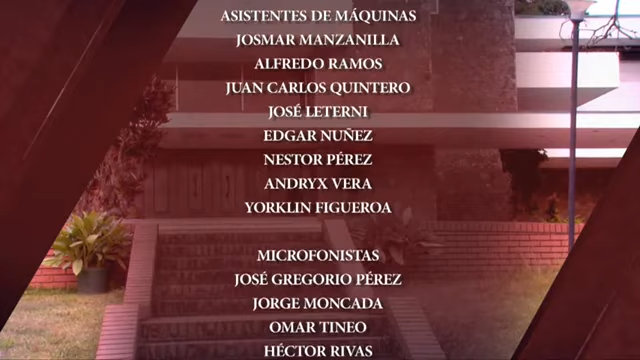 ASISTENTES DE MÁQUINAS
JOSMAR MANZANILLA
ALFREDO RAMOS
JUAN CARLOS QUINTERO
JOSÉ LETERNI
EDGAR NUÑEZ
NESTOR PÉREZ
ANDRYX VERA
YORKLIN FIGUEROA
MICROFONISTAS
JOSÉ GREGORIO PÉREZ
JORGE MONCADA
OMAR TINEO
HÉCTOR RIVAS